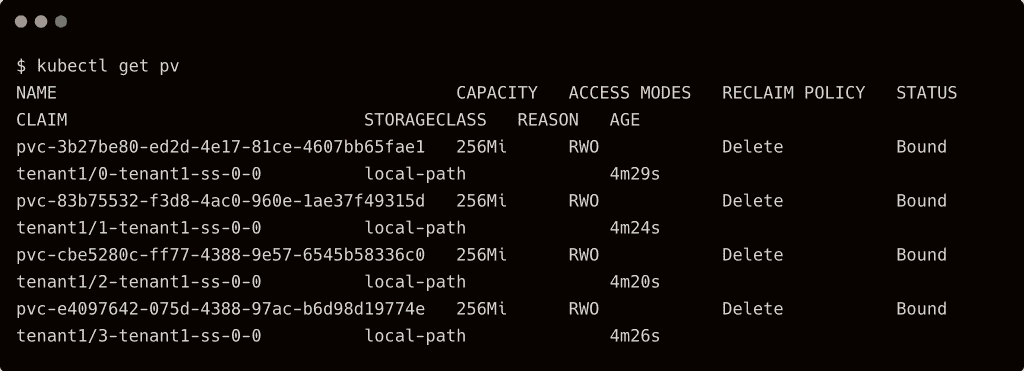 $ kubectl get pv
NAME                                       CAPACITY   ACCESS MODES   RECLAIM POLICY   STATUS
CLAIM                             STORAGECLASS   REASON   AGE
pvc-3b27be80-ed2d-4e17-81ce-4607bb65fae1   256Mi      RWO            Delete           Bound
tenant1/0-tenant1-ss-0-0          local-path              4m29s
pvc-83b75532-f3d8-4ac0-960e-1ae37f49315d   256Mi      RWO            Delete           Bound
tenant1/1-tenant1-ss-0-0          local-path              4m24s
pvc-cbe5280c-ff77-4388-9e57-6545b58336c0   256Mi      RWO            Delete           Bound
tenant1/2-tenant1-ss-0-0          local-path              4m20s
pvc-e4097642-075d-4388-97ac-b6d98d19774e   256Mi      RWO            Delete           Bound
tenant1/3-tenant1-ss-0-0          local-path              4m26s